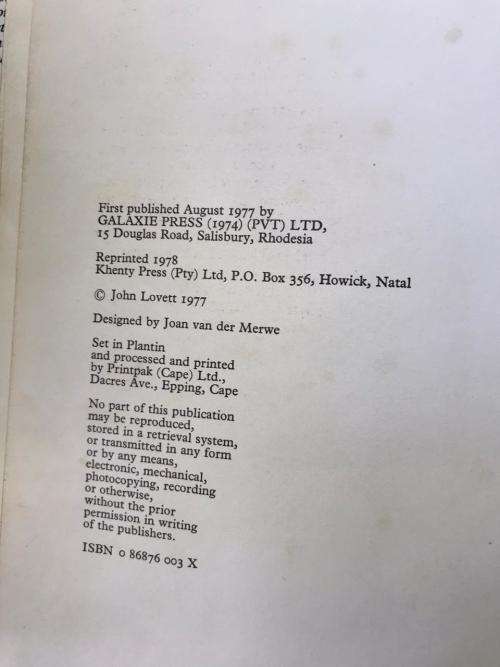 First published August 1977 by
GALAXIE PRESS (1974) (PVT) LTD,
15 Douglas Road, Salisbury, Rhodesia
Reprinted 1978
Khenty Press (Pty) Ltd, P.O. Box 356, Howick, Natal
© John Lovett 1977
Designed by Joan van der Merwe
Set in Plantin
and processed and printed
by Printpak (Cape) Ltd.,
Dacres Ave., Epping, Cape
No part of this publication
may be reproduced,
stored in a retrieval system,
or transmitted in any form
or by any means,
electronic, mechanical,
photocopying, recording
or otherwise,
without the prior
permission in writing
of the publishers.
ISBN 0 86876 003 X